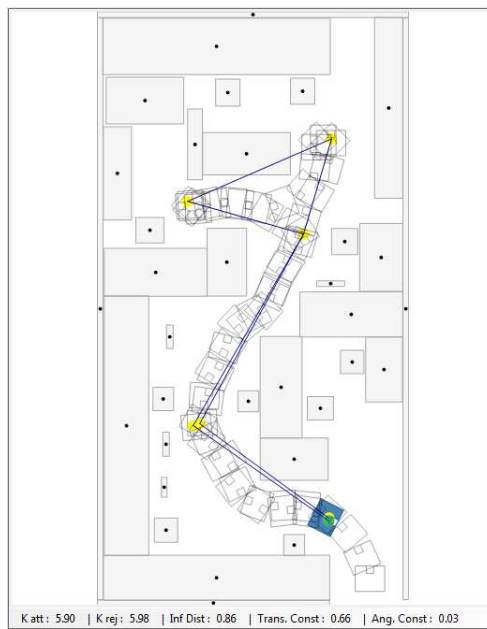 K att : 5.90 | K rej : 5.98 | Inf Dist : 0.86 | Trans. Const : 0.66 | Ang. Const : 0.03